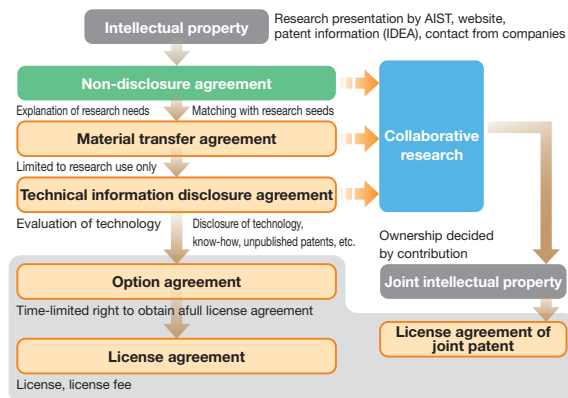 Intellectual property
Research presentation by AIST, website,
patent information (IDEA), contact from companies
Non-disclosure agreement
Explanation of research needs
Matching with research seeds
Material transfer agreement
Collaborative
research
Limited to research use only
Technical information disclosure agreement
Evaluation of technology
Disclosure of technology,
know-how, unpublished patents, etc.
Ownership decided
by contribution
Option agreement
Joint intellectual property
Time-limited right to obtain afull license agreement
License agreement of
joint patent
License agreement
License, license fee